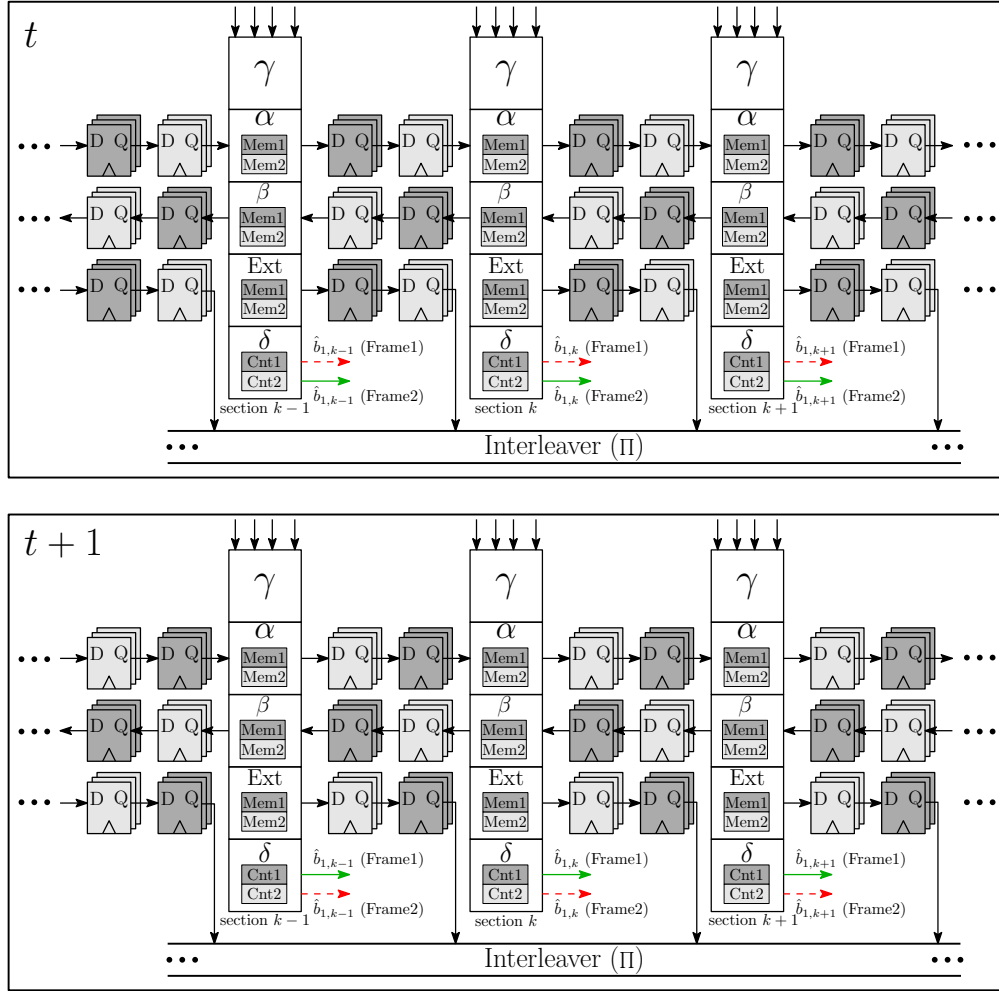 t
γ γ γ
α α α
D Q D Q Mem1 D Q D Q Mem1 D Q D Q Mem1 D Q D Q
Mem2 Mem2 Mem2
β β β
D Q D Q Mem1 D Q D Q Mem1 D Q D Q Mem1 D Q D Q
Mem2 Mem2 Mem2
Ext Ext Ext
D Q D Q Mem1 D Q D Q Mem1 D Q D Q Mem1 D Q D Q
Mem2 Mem2 Mem2
δ b̂₁,ₖ₋₁ (Frame1) δ b̂₁,ₖ (Frame1) δ b̂₁,ₖ₊₁ (Frame1)
Cnt1 Cnt1 Cnt1
Cnt2 Cnt2 Cnt2
b̂₁,ₖ₋₁ (Frame2) b̂₁,ₖ (Frame2) b̂₁,ₖ₊₁ (Frame2)
section k − 1 section k section k + 1
••• Interleaver (Π) •••
t + 1
γ γ γ
α α α
D Q D Q Mem1 D Q D Q Mem1 D Q D Q Mem1 D Q D Q
Mem2 Mem2 Mem2
β β β
D Q D Q Mem1 D Q D Q Mem1 D Q D Q Mem1 D Q D Q
Mem2 Mem2 Mem2
Ext Ext Ext
D Q D Q Mem1 D Q D Q Mem1 D Q D Q Mem1 D Q D Q
Mem2 Mem2 Mem2
δ b̂₁,ₖ₋₁ (Frame1) δ b̂₁,ₖ (Frame1) δ b̂₁,ₖ₊₁ (Frame1)
Cnt1 Cnt1 Cnt1
Cnt2 Cnt2 Cnt2
b̂₁,ₖ₋₁ (Frame2) b̂₁,ₖ (Frame2) b̂₁,ₖ₊₁ (Frame2)
section k − 1 section k section k + 1
••• Interleaver (Π) •••